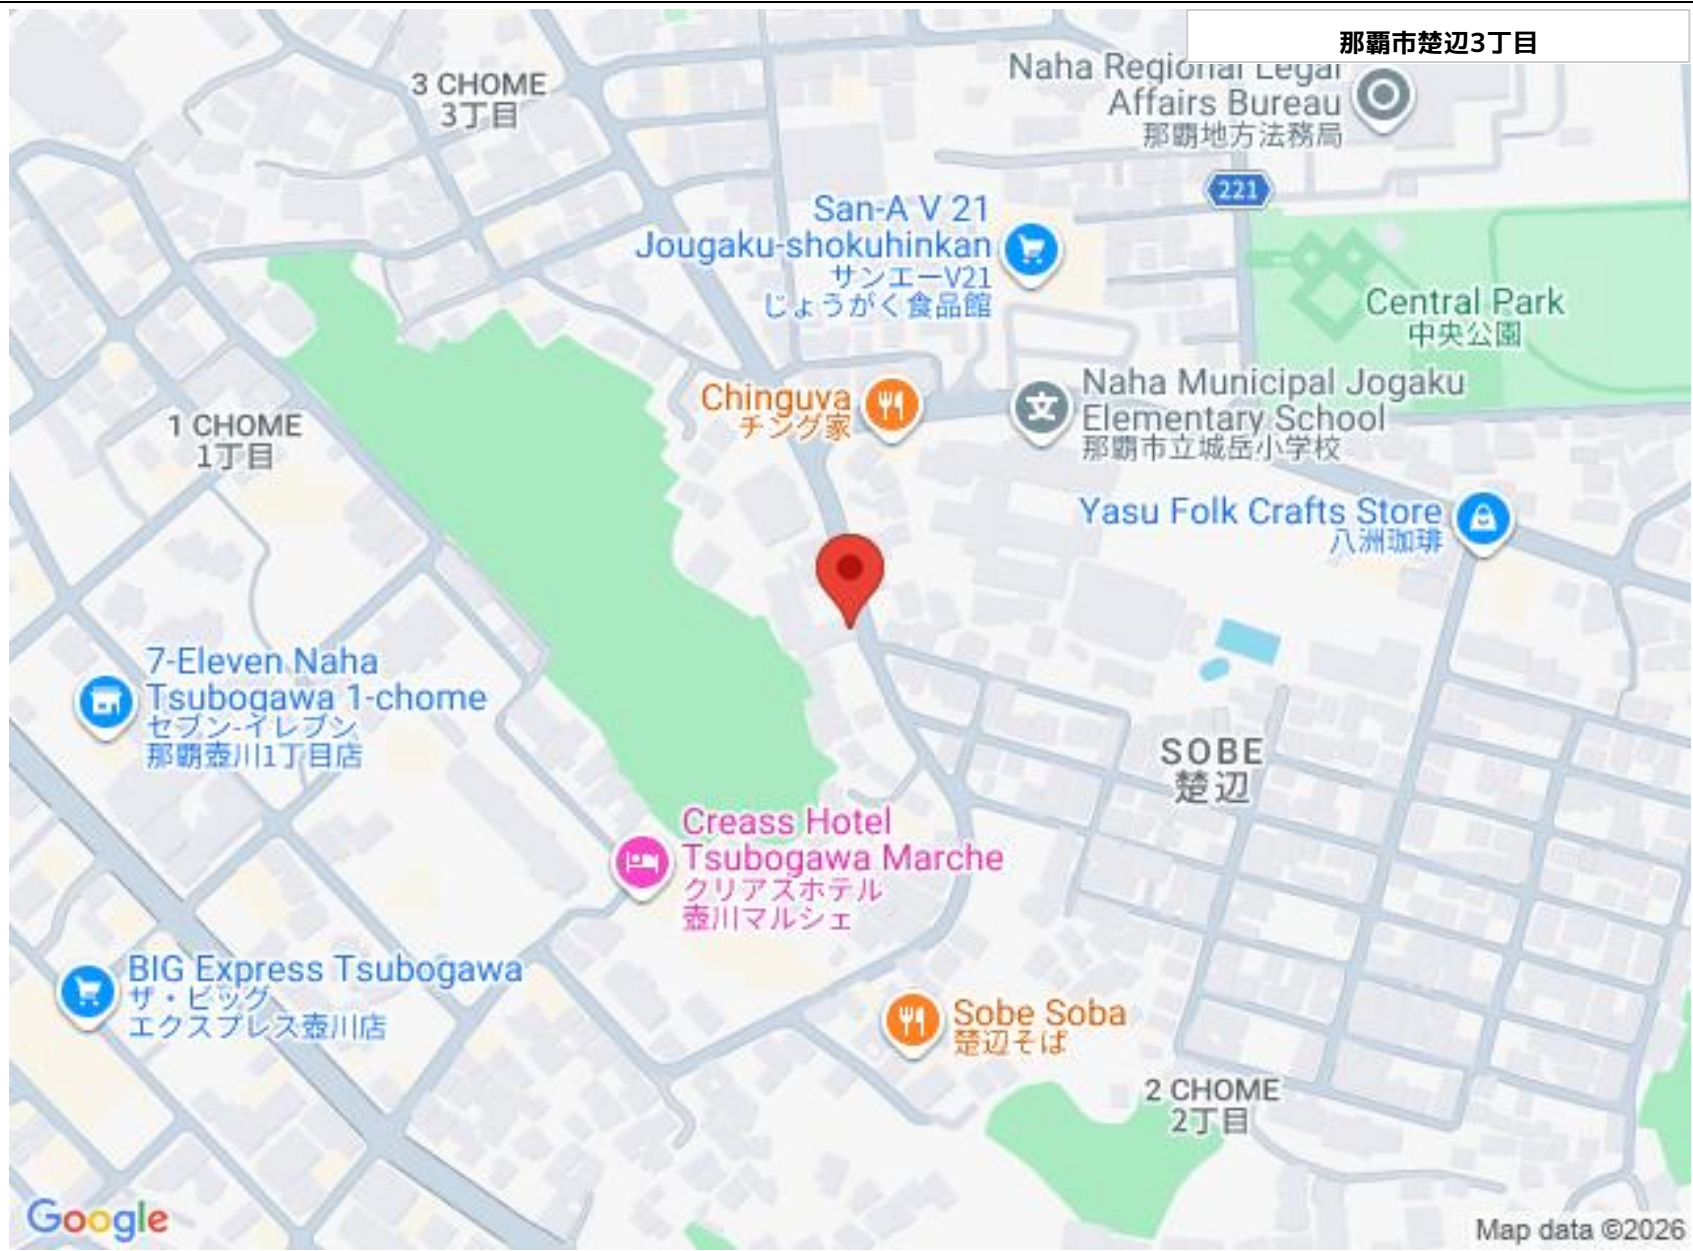 那覇市楚辺3丁目
Naha Regional Legal
Affairs Bureau
那覇地方法務局
3 CHOME
3丁目
221
San-A V 21
Jougaku-shokuhinkan
サンエーV21
じょうがく食品館
Central Park
中央公園
Chinguva
チング家
Naha Municipal Jogaku
Elementary School
那覇市立城岳小学校
1 CHOME
1丁目
Yasu Folk Crafts Store
八洲珈琲
7-Eleven Naha
Tsubogawa 1-chome
セブン-イレブン
那覇壺川1丁目店
SOBE
楚辺
Creass Hotel
Tsubogawa Marche
クリアスホテル
壺川マルシェ
BIG Express Tsubogawa
ザ・ビッグ
エクスプレス壺川店
Sobe Soba
楚辺そば
2 CHOME
2丁目
Google
Map data ©2026